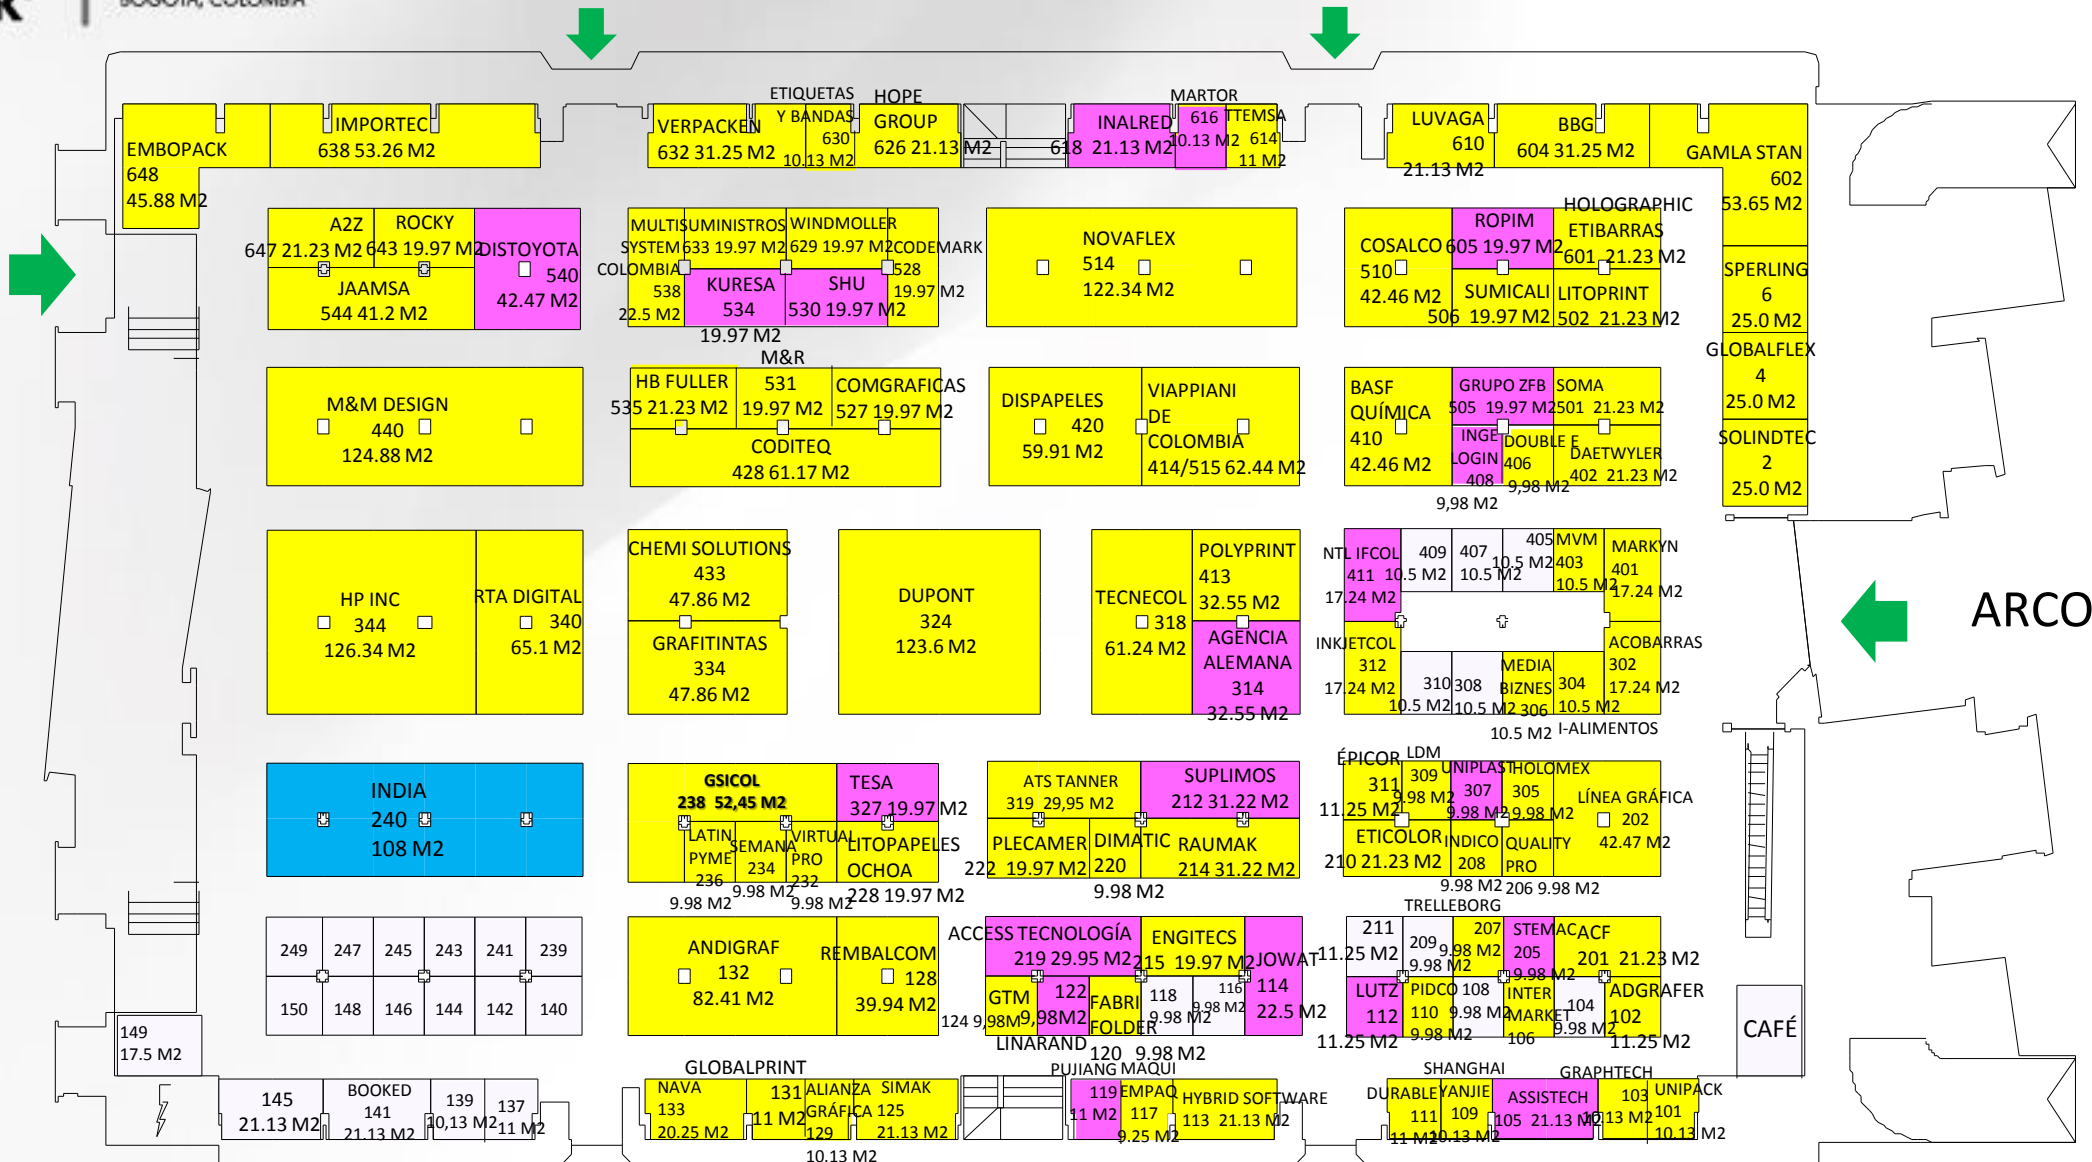 BOGOTÁ, COLOMBIA
EMBOPACK
648
45.88 M2
IMPORTEC
638 53.26 M2
VERPACKEN
632 31.25 M2
ETIQUETAS
Y BANDAS
630
10.13 M2
HOPE
GROUP
626 21.13 M2
INALRED
618 21.13 M2
MARTOR
616
10.13 M2
TTEMSA
614
11 M2
LUVAGA
610
21.13 M2
BBG
604 31.25 M2
GAMLA STAN
602
53.65 M2
A2Z
647 21.23 M2
ROCKY
643 19.97 M2
DISTOYOTA
540
42.47 M2
JAAMSA
544 41.2 M2
MULTI
SYSTEM
COLOMBIA
538
22.5 M2
SUMINISTROS
633 19.97 M2
WINDMOLLER
629 19.97 M2
CODEMARK
528
19.97 M2
KURESA
534
19.97 M2
SHU
530 19.97 M2
NOVAFLEX
514
122.34 M2
COSALCO
510
42.46 M2
ROPIM
605 19.97 M2
HOLOGRAPHIC
ETIBARRAS
601 21.23 M2
SUMICALI
506 19.97 M2
LITOPRINT
502 21.23 M2
SPERLING
6
25.0 M2
GLOBALFLEX
4
25.0 M2
SOLINDTEC
2
25.0 M2
M&M DESIGN
440
124.88 M2
HB FULLER
535 21.23 M2
M&R
531
19.97 M2
COMGRAFICAS
527 19.97 M2
CODITEQ
428 61.17 M2
DISPAPELES
420
59.91 M2
VIAPPIANI
DE
COLOMBIA
414/515 62.44 M2
BASF
QUÍMICA
410
42.46 M2
GRUPO ZFB
505 19.97 M2
SOMA
501 21.23 M2
INGE
LOGIN
408
9,98 M2
DOUBLE E
406
9,98 M2
DAETWYLER
402 21.23 M2
HP INC
344
126.34 M2
RTA DIGITAL
340
65.1 M2
CHEMI SOLUTIONS
433
47.86 M2
GRAFITINTAS
334
47.86 M2
DUPONT
324
123.6 M2
TECNECOL
318
61.24 M2
POLYPRINT
413
32.55 M2
AGENCIA
ALEMANA
314
32.55 M2
NTL IFCOL
411
17.24 M2
409
10.5 M2
407
10.5 M2
405
10.5 M2
MVM
403
10.5 M2
MARKYN
401
17.24 M2
INKJETCOL
312
17.24 M2
310
10.5 M2
308
10.5 M2
MEDIA
BIZNES
306
10.5 M2
304
10.5 M2
I-ALIMENTOS
ACOBARRAS
302
17.24 M2
ARCO
INDIA
240
108 M2
GSICOL
238 52,45 M2
TESA
327 19.97 M2
LATIN
PYME
236
9.98 M2
SEMANA
234
9.98 M2
VIRTUAL
PRO
232
9.98 M2
LITOPAPELES
OCHOA
228 19.97 M2
ATS TANNER
319 29,95 M2
SUPLIMOS
212 31.22 M2
PLECAMER
222 19.97 M2
DIMATIC
220
9.98 M2
RAUMAK
214 31.22 M2
ÉPICOR
311
11.25 M2
LDM
309
9.98 M2
UNIPLAST
307
9.98 M2
HOLOMEX
305
9.98 M2
LÍNEA GRÁFICA
202
42.47 M2
ETICOLOR
210 21.23 M2
INDICO
208
9.98 M2
QUALITY
PRO
206 9.98 M2
249
247
245
243
241
239
150
148
146
144
142
140
149
17.5 M2
ANDIGRAF
132
82.41 M2
REMBALCOM
128
39.94 M2
ACCESS TECNOLOGÍA
219 29.95 M2
ENGITECS
215 19.97 M2
JOWAT
114
22.5 M2
GTM
124 9,98M
122
9,98M2
LINARAND
FABRI
FOLDER
120 9.98 M2
118
9.98 M2
116
9.98 M2
211
11.25 M2
209
9.98 M2
TRELLEBORG
207
9.98 M2
STEMAC
205
9.98 M2
ACF
201 21.23 M2
LUTZ
112
11.25 M2
PIDCO
110
9.98 M2
108
9.98 M2
INTER
MARKET
106
104
9.98 M2
ADGRAFER
102
11.25 M2
CAFÉ
145
21.13 M2
BOOKED
141
21.13 M2
139
10,13 M2
137
11 M2
NAVA
133
20.25 M2
GLOBALPRINT
131
11 M2
ALIANZA
GRÁFICA
129
10.13 M2
SIMAK
125
21.13 M2
PUJIANG
119
11 M2
MAQUI
EMPAQ
117
9.25 M2
HYBRID SOFTWARE
113 21.13 M2
DURABLE
111
11 M2
SHANGHAI
YANJIE
109
10.13 M2
ASSISTECH
105 21.13 M2
GRAPHTECH
103
10.13 M2
UNIPACK
101
10.13 M2